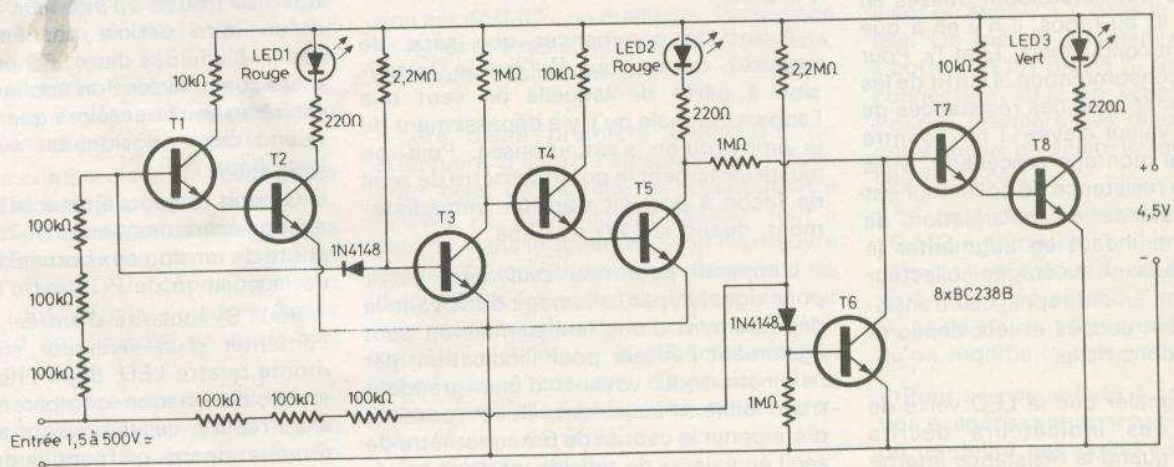 LED1
Rouge
10kΩ
220Ω
2,2MΩ
1MΩ
10kΩ
LED2
Rouge
220Ω
2,2MΩ
10kΩ
LED3
Vert
220Ω
T1
T2
T3
T4
T5
T6
T7
T8
1MΩ
1N4148
1N4148
1MΩ
100kΩ
100kΩ
100kΩ
100kΩ
100kΩ
100kΩ
+
4,5V
-
8xBC238B
Entrée 1,5 à 500V ≃